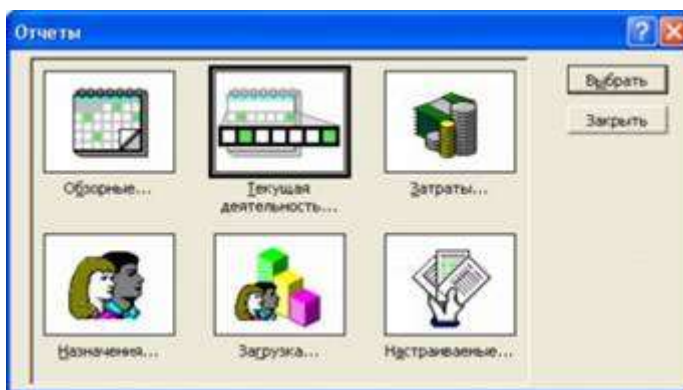 Отчеты
Выбрать
Закрыть
Обзорные...
Текущая
деятельность...
Затраты...
Назначения...
Загрузка...
Настраиваемые...